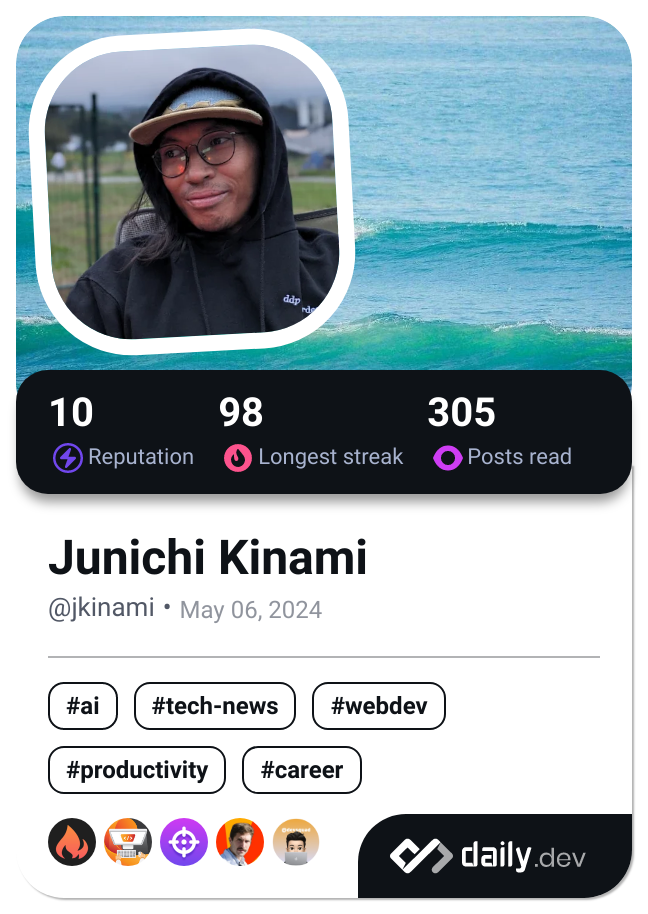 ddp
10 98 305
Reputation Longest streak Posts read
Junichi Kinami
@jkinami • May 06, 2024
#ai #tech-news #webdev
#productivity #career
daily.dev